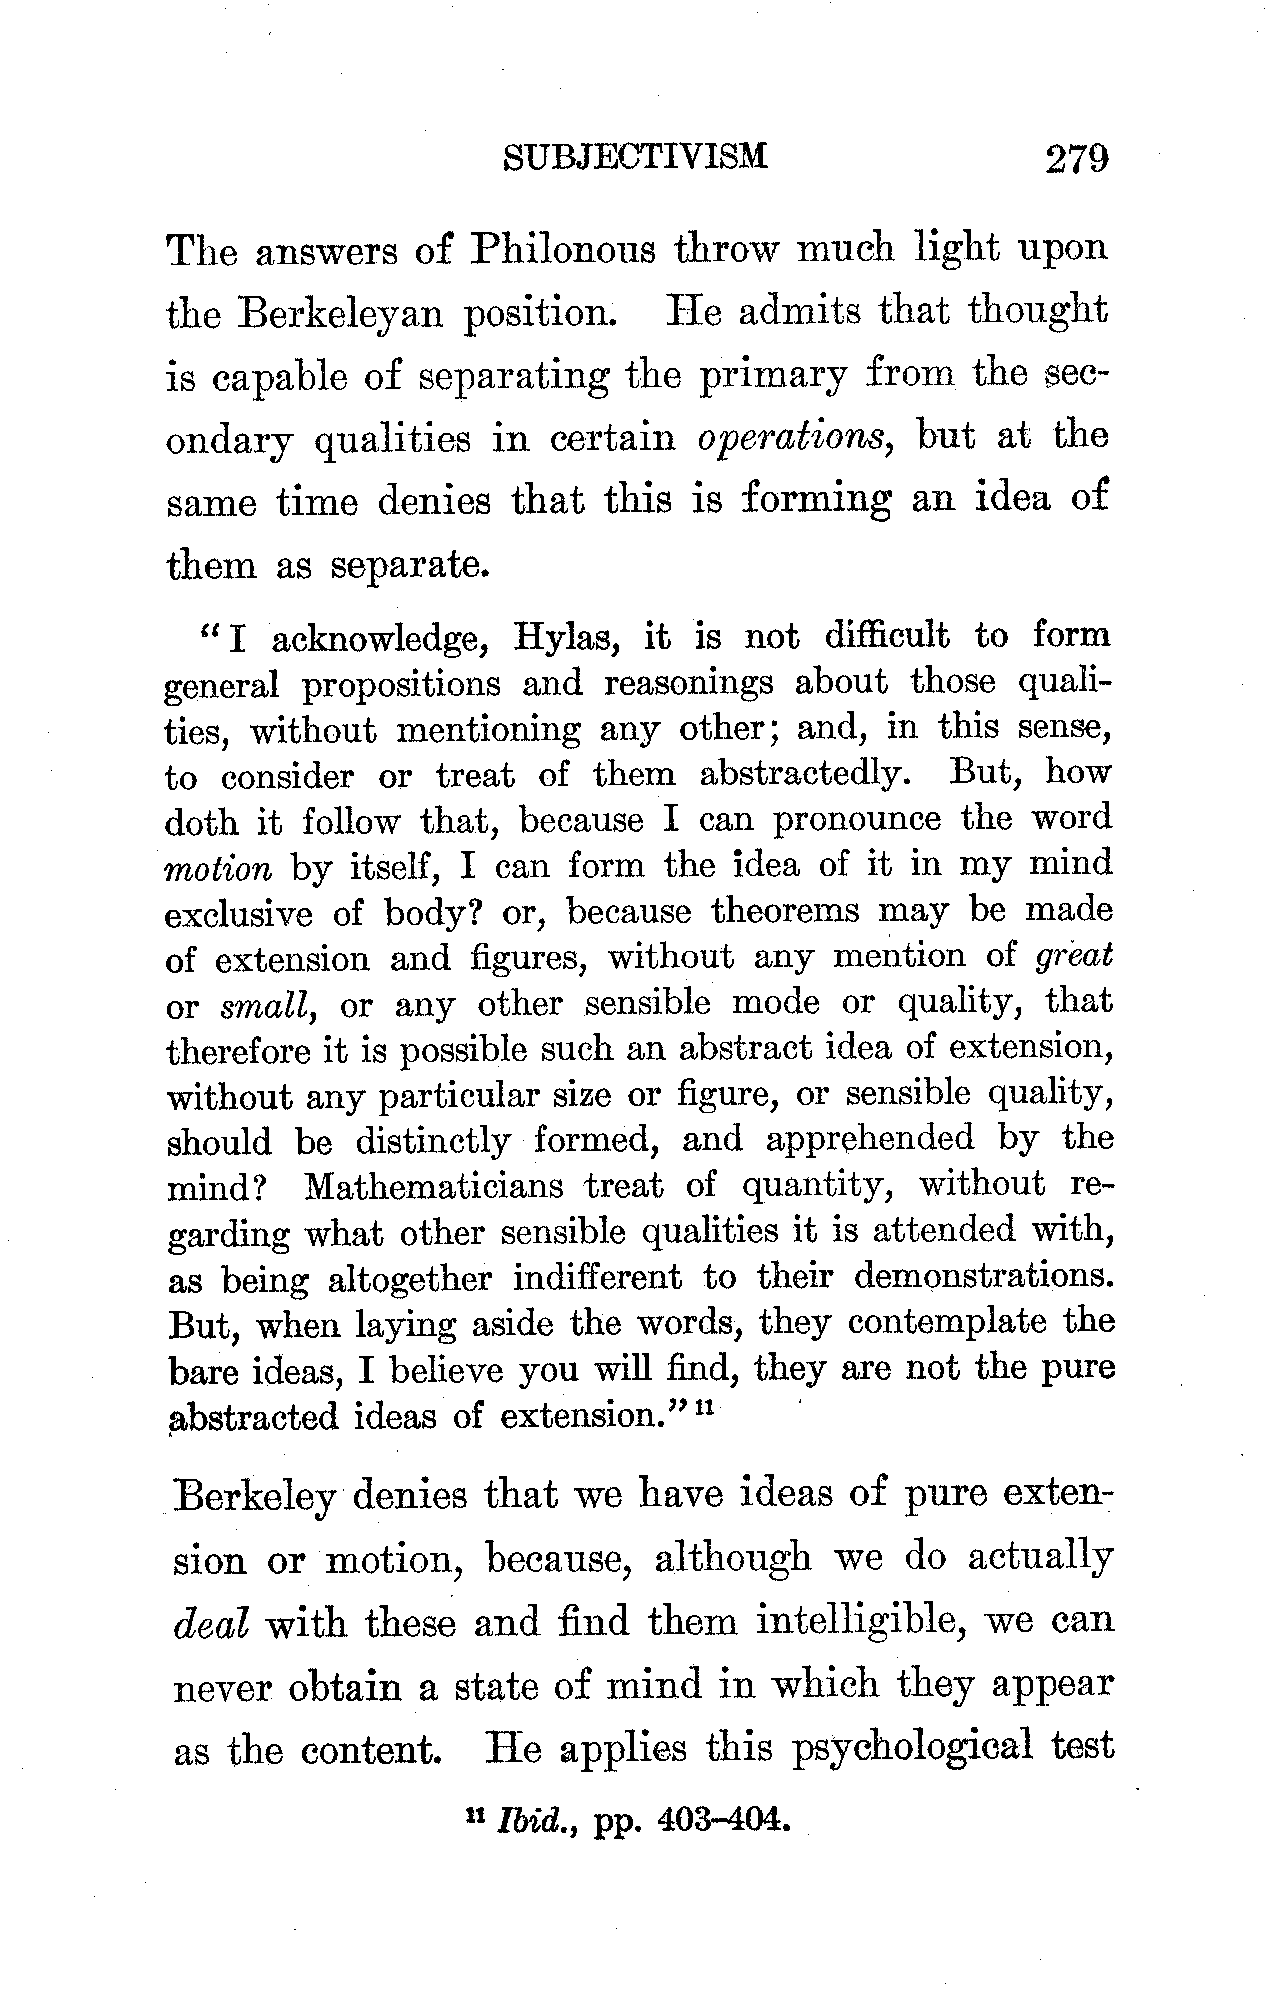 SUBJECTIVISM 279
The answers of Philonous throw much light upon
the Berkeleyan position. He admits that thought
is capable of separating the primary from the sec-
ondary qualities in certain operations, but at the
same time denies that this is forming an idea of
them as separate.
“I acknowledge, Hylas, it is not difficult to form
general propositions and reasonings about those quali-
ties, without mentioning any other; and, in this sense,
to consider or treat of them abstractedly. But, how
doth it follow that, because I can pronounce the word
motion by itself, I can form the idea of it in my mind
exclusive of body? or, because theorems may be made
of extension and figures, without any mention of great
or small, or any other sensible mode or quality, that
therefore it is possible such an abstract idea of extension,
without any particular size or figure, or sensible quality,
should be distinctly formed, and apprehended by the
mind? Mathematicians treat of quantity, without re-
garding what other sensible qualities it is attended with,
as being altogether indifferent to their demonstrations.
But, when laying aside the words, they contemplate the
bare ideas, I believe you will find, they are not the pure
abstracted ideas of extension.” 11
Berkeley denies that we have ideas of pure exten-
sion or motion, because, although we do actually
deal with these and find them intelligible, we can
never obtain a state of mind in which they appear
as the content. He applies this psychological test
11 Ibid., pp. 403–404.